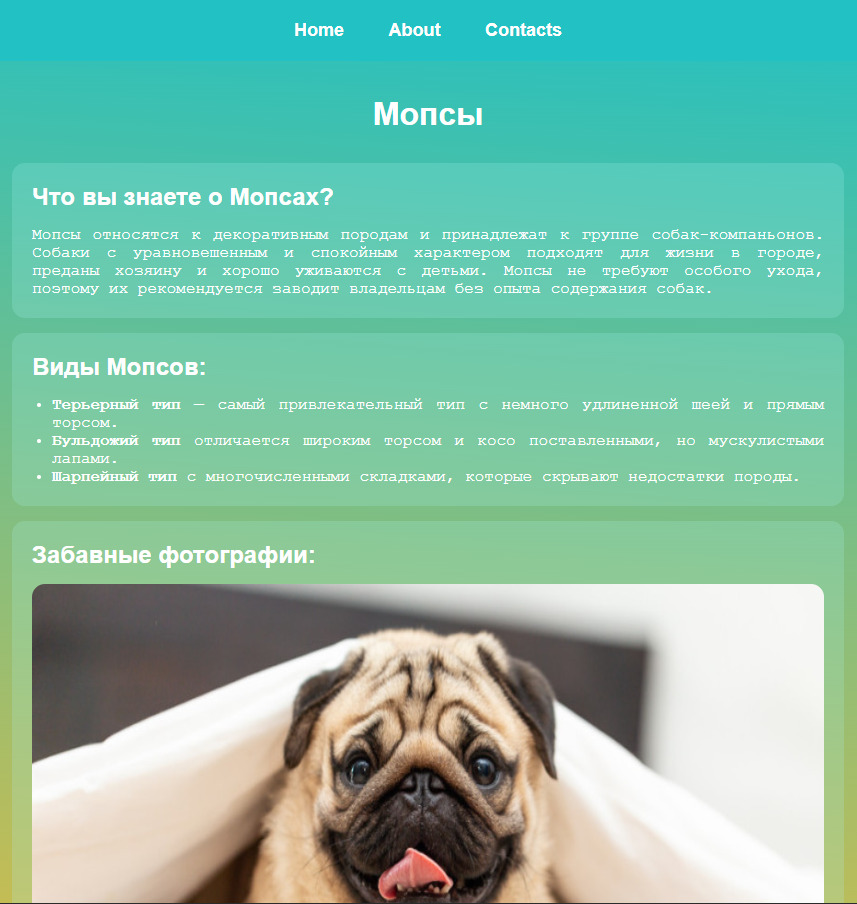 Home About Contacts
Мопсы
Что вы знаете о Мопсах?
Мопсы относятся к декоративным породам и принадлежат к группе собак-компаньонов.
Собаки с уравновешенным и спокойным характером подходят для жизни в городе,
преданы хозяину и хорошо уживаются с детьми. Мопсы не требуют особого ухода,
поэтому их рекомендуется заводит владельцам без опыта содержания собак.
Виды Мопсов:
• Терьерный тип — самый привлекательный тип с немного удлиненной шеей и прямым
торсом.
• Бульдожий тип отличается широким торсом и косо поставленными, но мускулистыми
лапами.
• Шарпейный тип с многочисленными складками, которые скрывают недостатки породы.
Забавные фотографии: